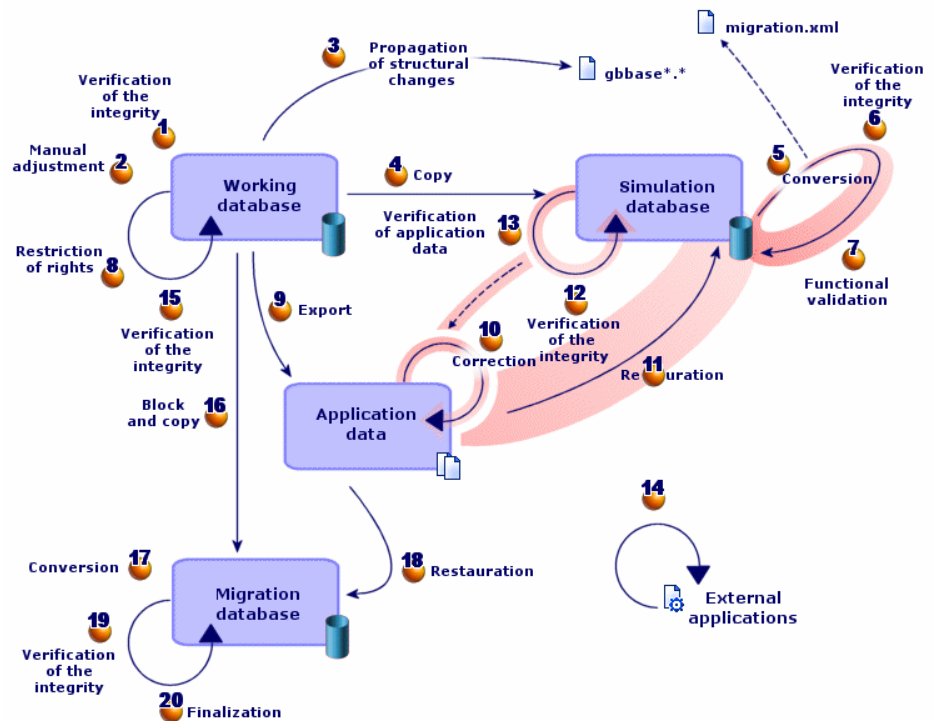 migration.xml
3
Propagation
of structural
changes
gbbase*.*
Verification
of the
integrity
6
Verification
of the
integrity
1
Manual
adjustment
2
4
Copy
5
Conversion
Working
database
Simulation
database
Verification
of application
data
13
7
Functional
validation
Restriction
of rights
8
15
Verification
of the
integrity
9
Export
10
Correction
12
Verification
of the
integrity
11
Re uration
Block
and copy
16
Application
data
14
External
applications
Conversion
17
18
Restauration
Migration
database
19
Verification
of the
integrity
20
Finalization